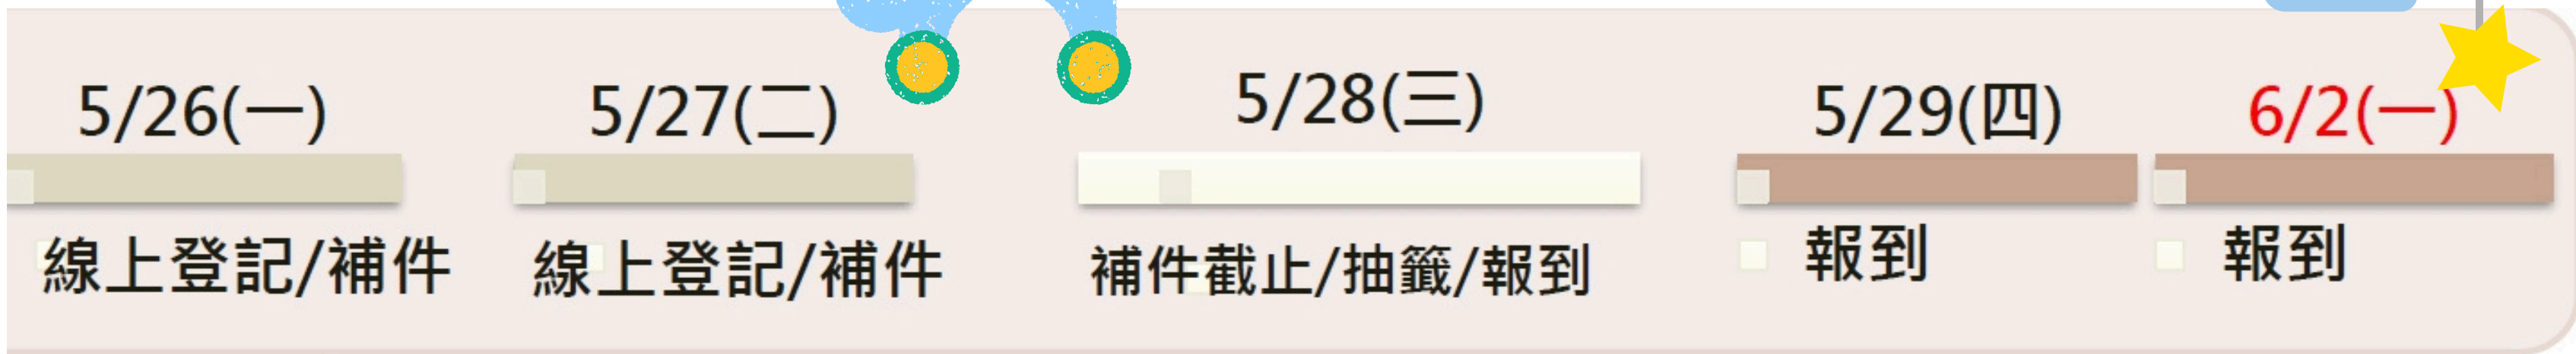 5/26(一) 5/27(二) 5/28(三) 5/29(四) 6/2(一)
線上登記/補件 線上登記/補件 補件截止/抽籤/報到 報到 報到